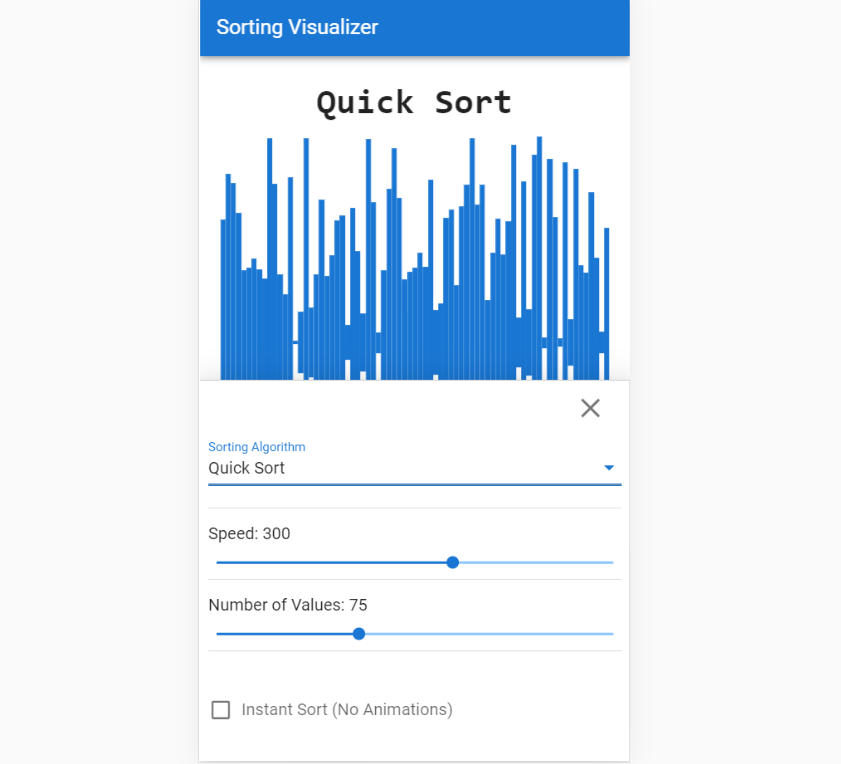 Sorting Visualizer
Quick Sort
Sorting Algorithm
Quick Sort
Speed: 300
Number of Values: 75
Instant Sort (No Animations)